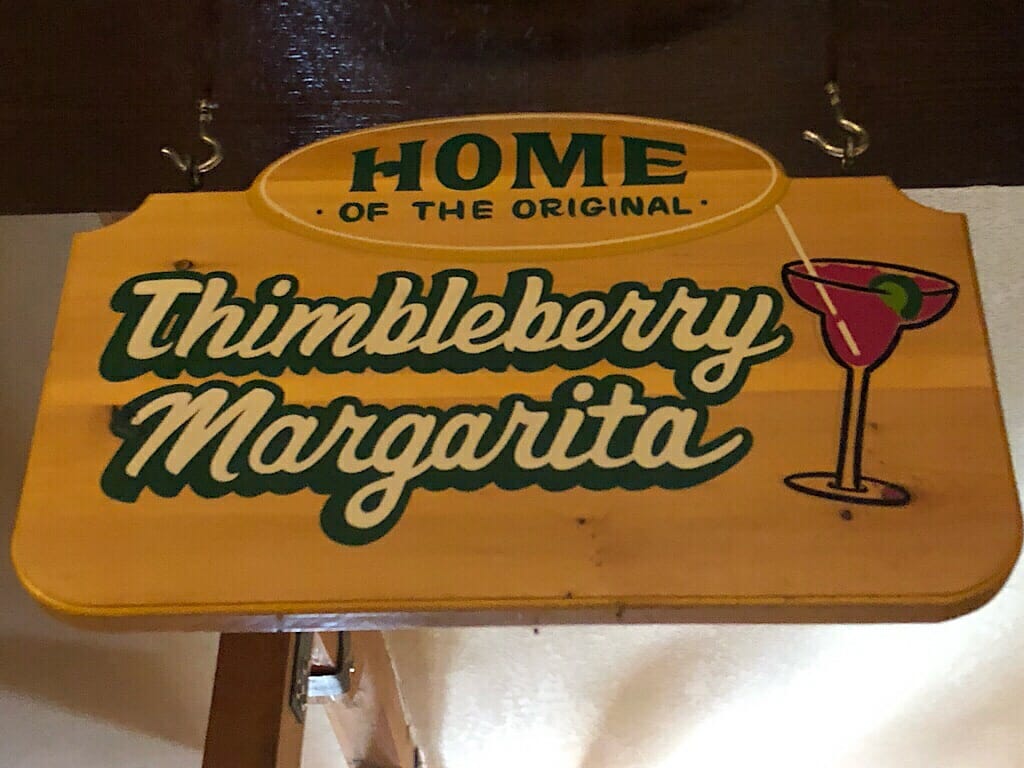 HOME
· OF THE ORIGINAL ·
Thimbleberry
Margarita